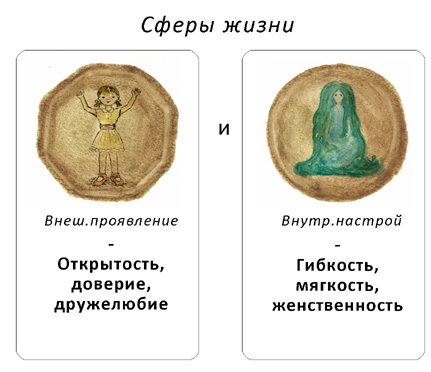 Сферы жизни
и
Внеш.проявление
-
Открытость,
доверие,
дружелюбие
Внутр.настрой
-
Гибкость,
мягкость,
женственность